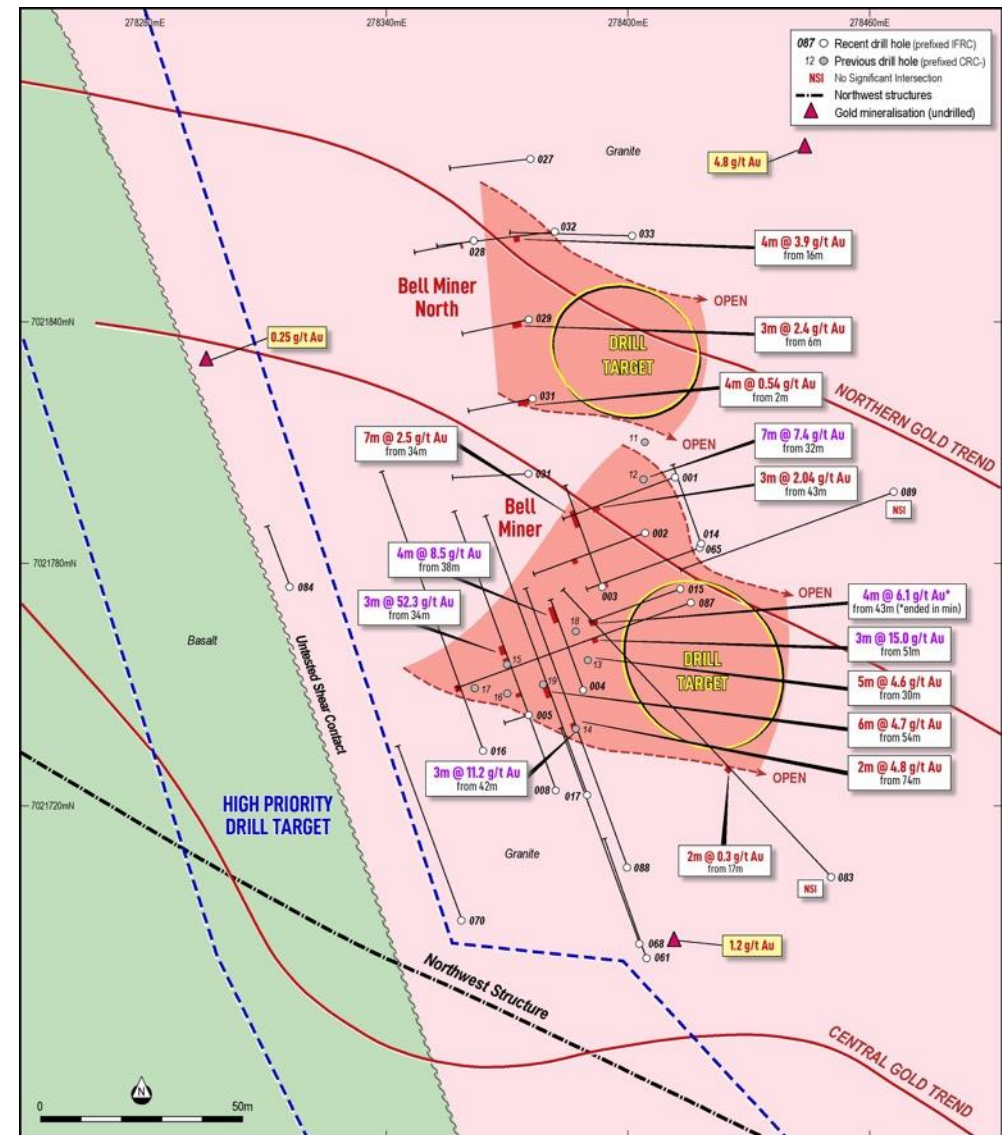 278280mE
278340mE
278400mE
278460mE
087 Recent drill hole (prefixed IFRC)
12 Previous drill hole (prefixed CRC-)
NSI No Significant Intersection
Northwest structures
Gold mineralisation (undrilled)
4.8 g/t Au
Granite
027
032
033
028
4m @ 3.9 g/t Au
from 16m
Bell Miner
North
OPEN
7021840mN
029
3m @ 2.4 g/t Au
from 6m
0.25 g/t Au
DRILL
TARGET
4m @ 0.54 g/t Au
from 2m
031
NORTHERN GOLD TREND
OPEN
11
7m @ 2.5 g/t Au
from 34m
7m @ 7.4 g/t Au
from 32m
031
12
001
3m @ 2.04 g/t Au
from 43m
089
NSI
Bell
Miner
002
014
065
4m @ 8.5 g/t Au
from 38m
7021780mN
084
003
015
OPEN
087
4m @ 6.1 g/t Au*
from 43m (*ended in min)
3m @ 52.3 g/t Au
from 34m
18
3m @ 15.0 g/t Au
from 51m
Basalt
Untested Shear Contact
15
13
DRILL
TARGET
5m @ 4.6 g/t Au
from 30m
17
16
19
004
6m @ 4.7 g/t Au
from 54m
005
14
016
2m @ 4.8 g/t Au
from 74m
OPEN
3m @ 11.2 g/t Au
from 42m
008
017
7021720mN
HIGH PRIORITY
DRILL TARGET
Granite
2m @ 0.3 g/t Au
from 17m
088
083
NSI
070
068
061
1.2 g/t Au
Northwest Structure
CENTRAL GOLD TREND
N
0
50m